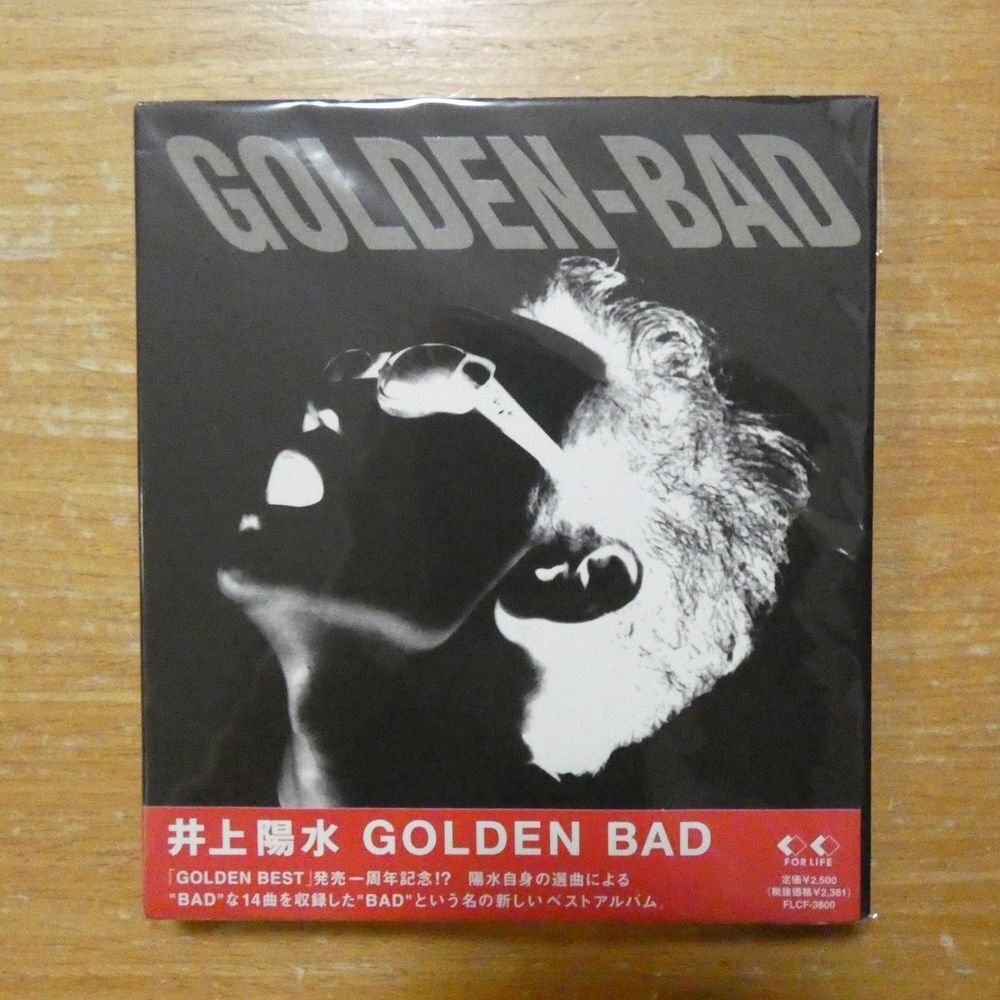 GOLDEN-BAD
井上陽水 GOLDEN BAD
「GOLDEN BEST」発売一周年記念!? 陽水自身の選曲による
"BAD"な14曲を収録した"BAD"という名の新しいベストアルバム。
FOR LIFE
定価¥2,500
(税抜価格¥2,381)
FLCF-3800